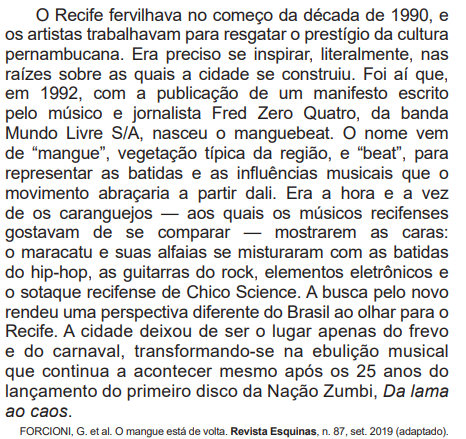 O Recife fervilhava no começo da década de 1990, e
os artistas trabalhavam para resgatar o prestígio da cultura
pernambucana. Era preciso se inspirar, literalmente, nas
raízes sobre as quais a cidade se construiu. Foi aí que,
em 1992, com a publicação de um manifesto escrito
pelo músico e jornalista Fred Zero Quatro, da banda
Mundo Livre S/A, nasceu o manguebeat. O nome vem
de “mangue”, vegetação típica da região, e “beat”, para
representar as batidas e as influências musicais que o
movimento abraçaria a partir dali. Era a hora e a vez
de os caranguejos — aos quais os músicos recifenses
gostavam de se comparar — mostrarem as caras:
o maracatu e suas alfaias se misturaram com as batidas
do hip-hop, as guitarras do rock, elementos eletrônicos e
o sotaque recifense de Chico Science. A busca pelo novo
rendeu uma perspectiva diferente do Brasil ao olhar para o
Recife. A cidade deixou de ser o lugar apenas do frevo
e do carnaval, transformando-se na ebulição musical
que continua a acontecer mesmo após os 25 anos do
lançamento do primeiro disco da Nação Zumbi, Da lama
ao caos.
FORCIONI, G. et al. O mangue está de volta. Revista Esquinas, n. 87, set. 2019 (adaptado).